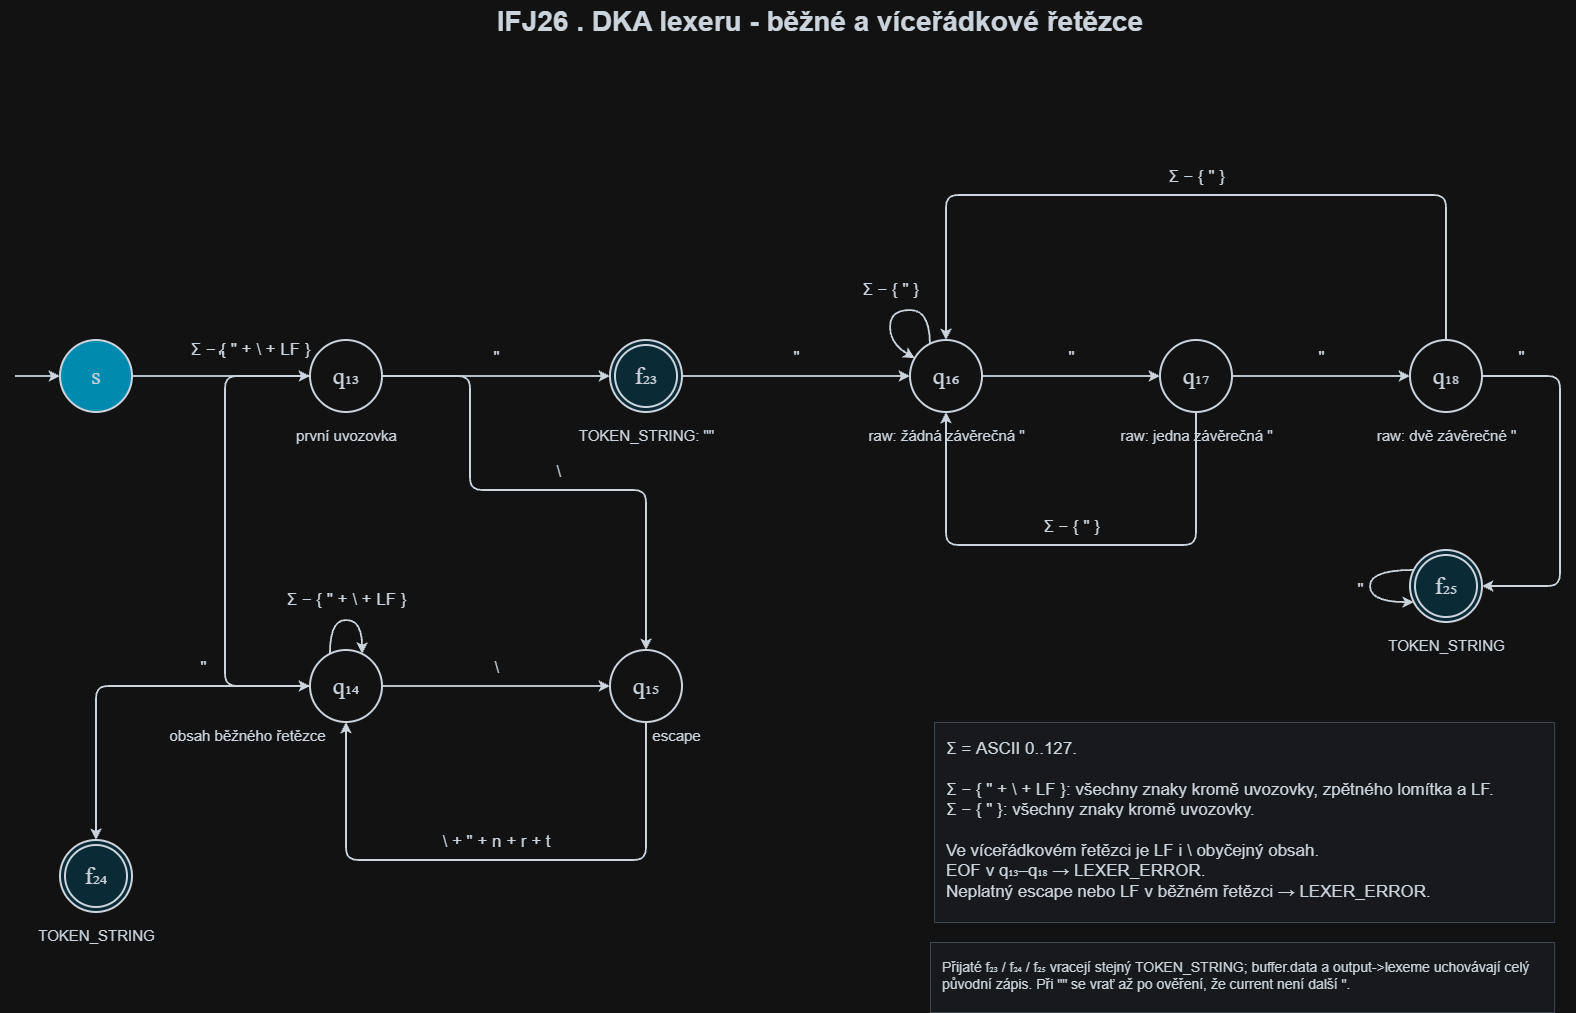 IFJ26 . DKA lexeru - běžné a víceřádkové řetězce
Σ − { " }
Σ − { " }
Σ − { " + \ + LF }
"
"
"
"
"
s
q₁₃
f₂₃
q₁₆
q₁₇
q₁₈
první uvozovka
TOKEN_STRING: ""
raw: žádná závěrečná "
raw: jedna závěrečná "
raw: dvě závěrečné "
\
Σ − { " }
"
f₂₅
TOKEN_STRING
Σ − { " + \ + LF }
"
\
q₁₄
q₁₅
obsah běžného řetězce
escape
\ + " + n + r + t
f₂₄
TOKEN_STRING
Σ = ASCII 0..127.
Σ − { " + \ + LF }: všechny znaky kromě uvozovky, zpětného lomítka a LF.
Σ − { " }: všechny znaky kromě uvozovky.
Ve víceřádkovém řetězci je LF i \ obyčejný obsah.
EOF v q₁₃–q₁₈ → LEXER_ERROR.
Neplatný escape nebo LF v běžném řetězci → LEXER_ERROR.
Přijaté f₂₃ / f₂₄ / f₂₅ vracejí stejný TOKEN_STRING; buffer.data a output->lexeme uchovávají celý
původní zápis. Při "" se vrať až po ověření, že current není další ".